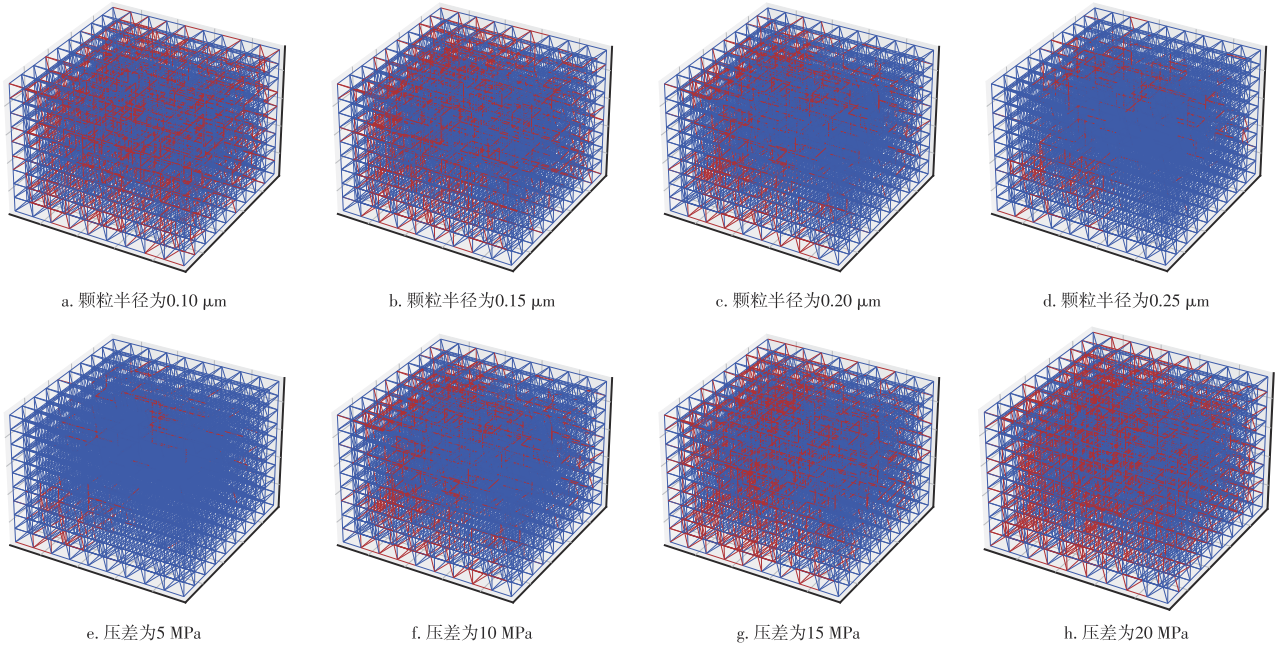 a. 颗粒半径为0.10 μm
b. 颗粒半径为0.15 μm
c. 颗粒半径为0.20 μm
d. 颗粒半径为0.25 μm
e. 压差为5 MPa
f. 压差为10 MPa
g. 压差为15 MPa
h. 压差为20 MPa